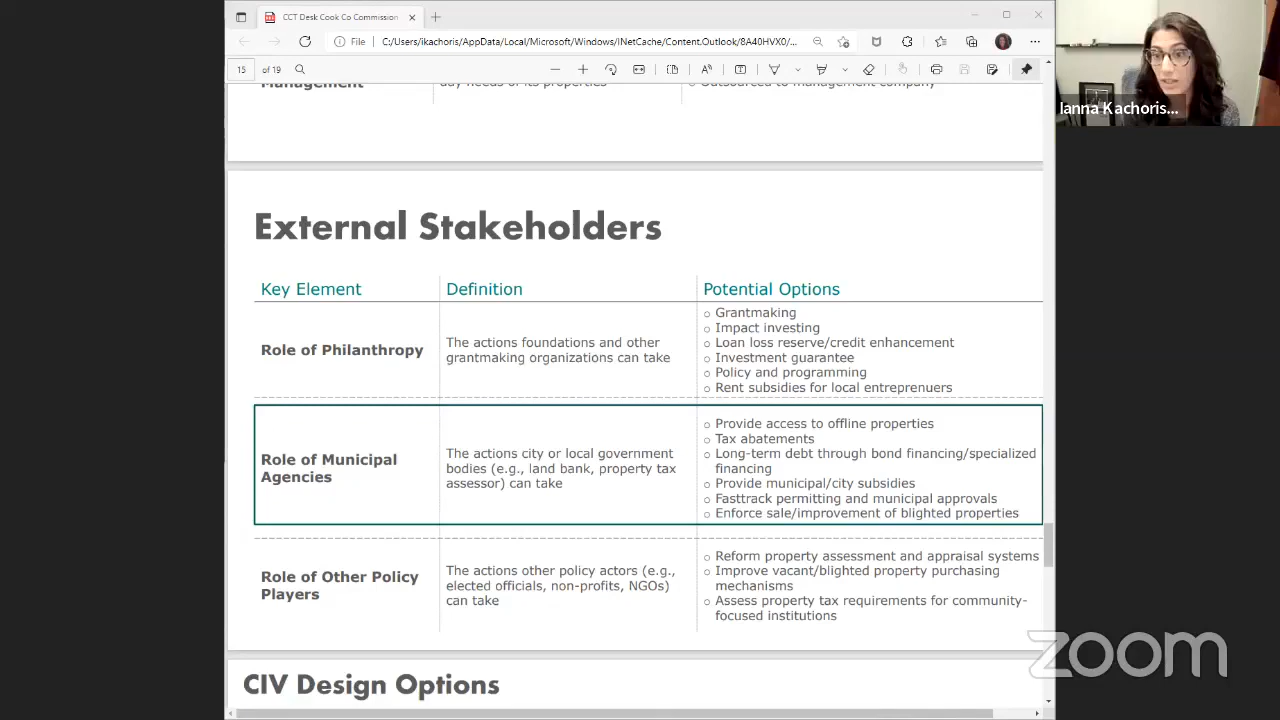 CCT Desk Cook Co Commission
File
C:/Users/ikachoris/AppData/Local/Microsoft/Windows/INetCache/Content.Outlook/8A40HVX0/...
15 of 19
Management
day needs of its properties
Outsourced to management company
Ianna Kachoris...
External Stakeholders
Key Element
Definition
Potential Options
Role of Philanthropy
The actions foundations and other
grantmaking organizations can take
Grantmaking
Impact investing
Loan loss reserve/credit enhancement
Investment guarantee
Policy and programming
Rent subsidies for local entreprenuers
Role of Municipal
Agencies
The actions city or local government
bodies (e.g., land bank, property tax
assessor) can take
Provide access to offline properties
Tax abatements
Long-term debt through bond financing/specialized
financing
Provide municipal/city subsidies
Fasttrack permitting and municipal approvals
Enforce sale/improvement of blighted properties
Role of Other Policy
Players
The actions other policy actors (e.g.,
elected officials, non-profits, NGOs)
can take
Reform property assessment and appraisal systems
Improve vacant/blighted property purchasing
mechanisms
Assess property tax requirements for community-
focused institutions
CIV Design Options
zoom